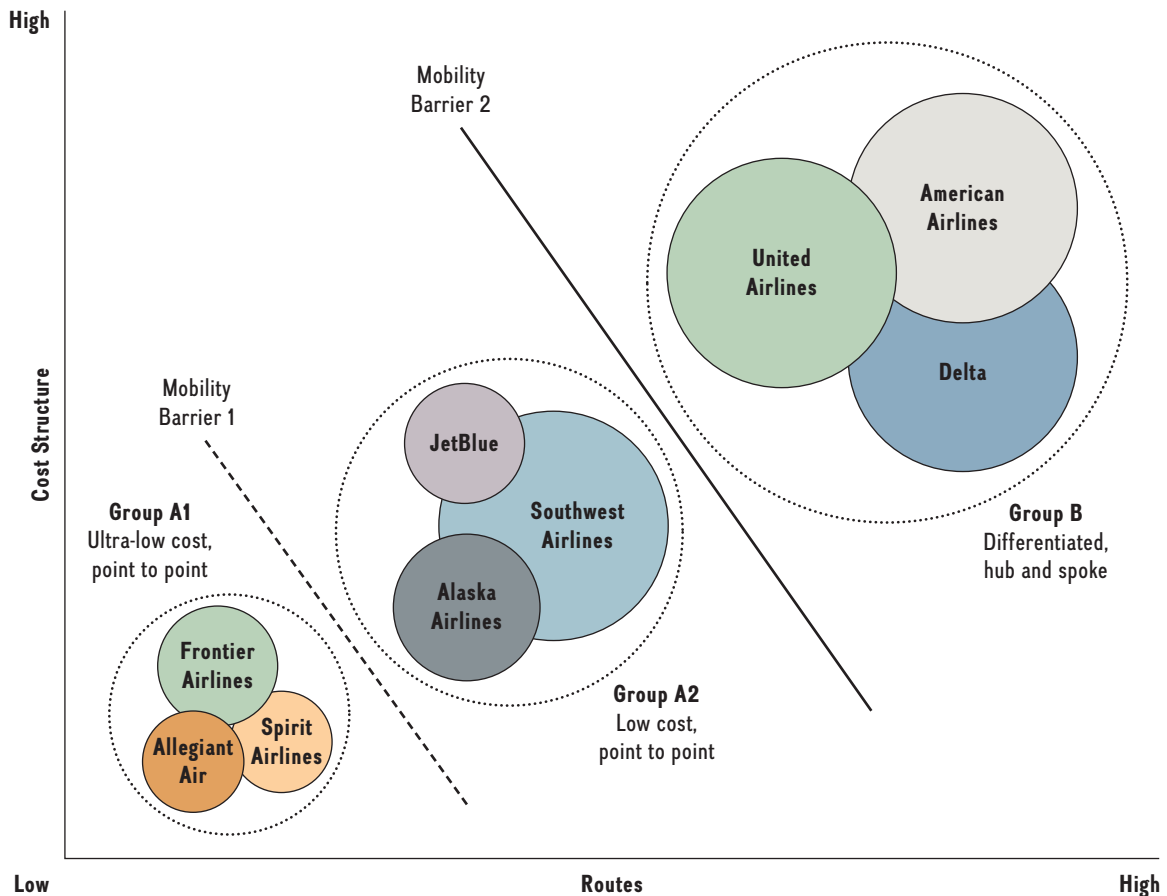 High
Mobility
Barrier 2
American
Airlines
United
Airlines
Delta
Mobility
Barrier 1
JetBlue
Cost Structure
Group A1
Ultra-low cost,
point to point
Southwest
Airlines
Group B
Differentiated,
hub and spoke
Alaska
Airlines
Frontier
Airlines
Group A2
Low cost,
point to point
Spirit
Airlines
Allegiant
Air
Low
Routes
High